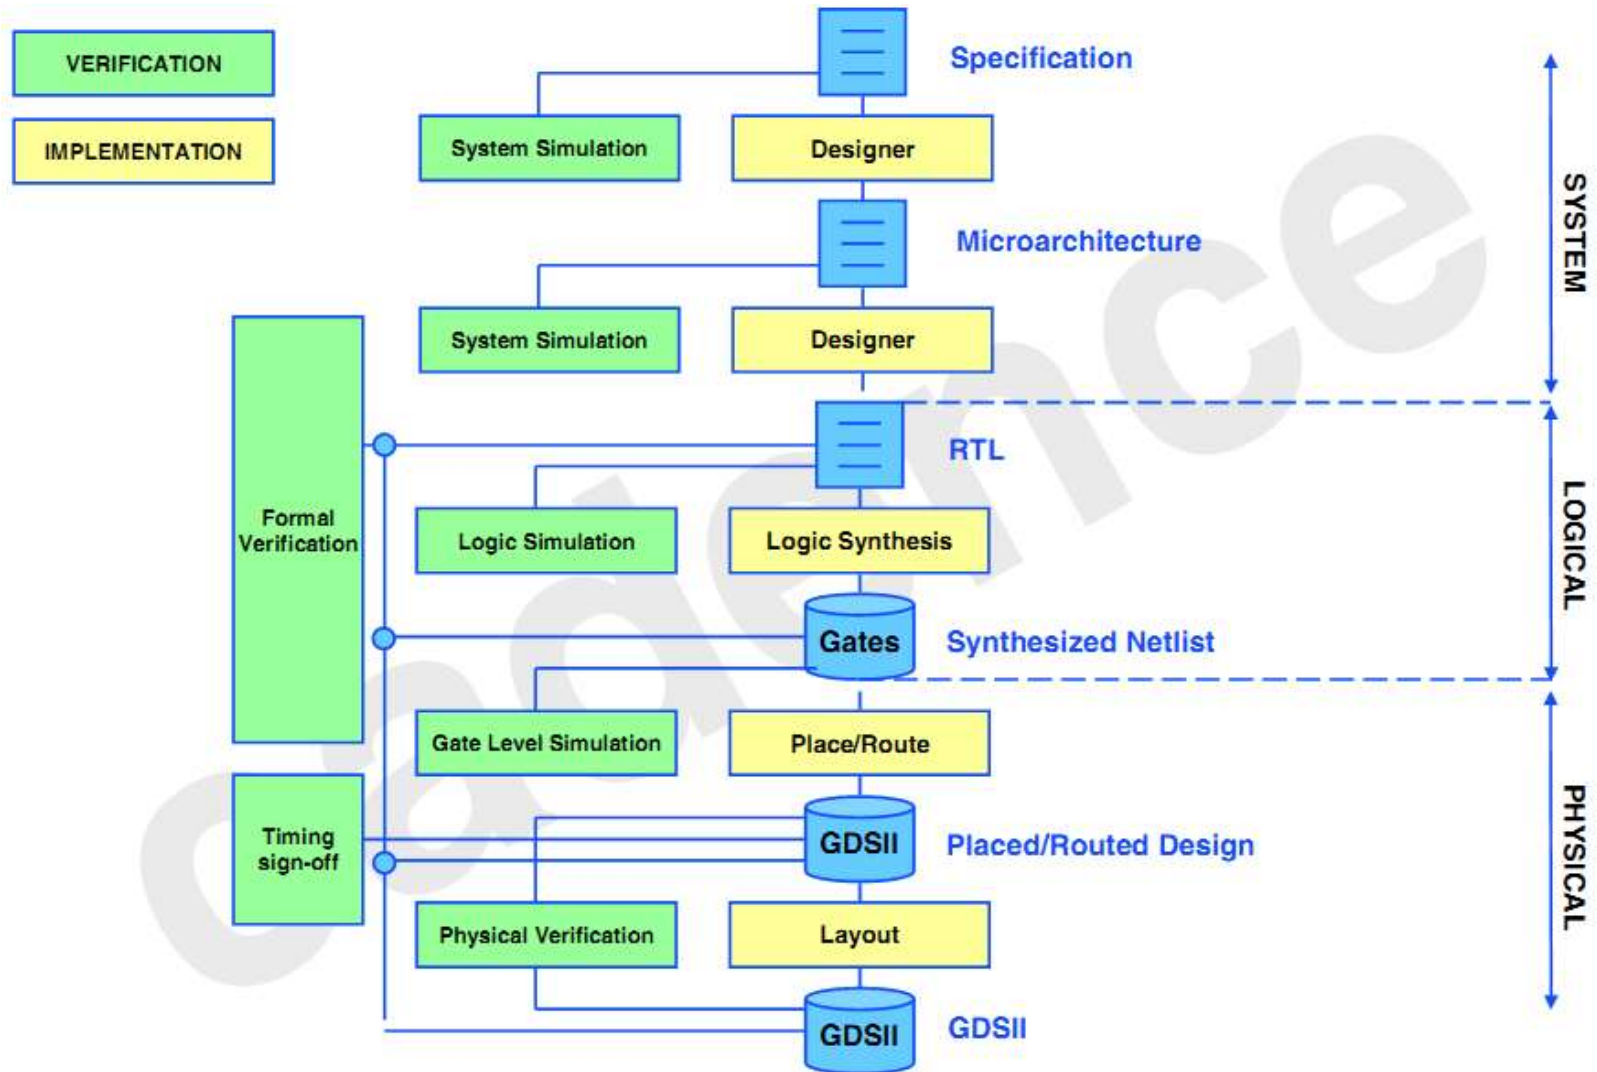 VERIFICATION
IMPLEMENTATION
Specification
System Simulation
Designer
Microarchitecture
System Simulation
Designer
SYSTEM
RTL
Formal
Verification
Logic Simulation
Logic Synthesis
LOGICAL
Gates
Synthesized Netlist
Gate Level Simulation
Place/Route
Timing
sign-off
GDSII
Placed/Routed Design
PHYSICAL
Physical Verification
Layout
GDSII
GDSII
cadence